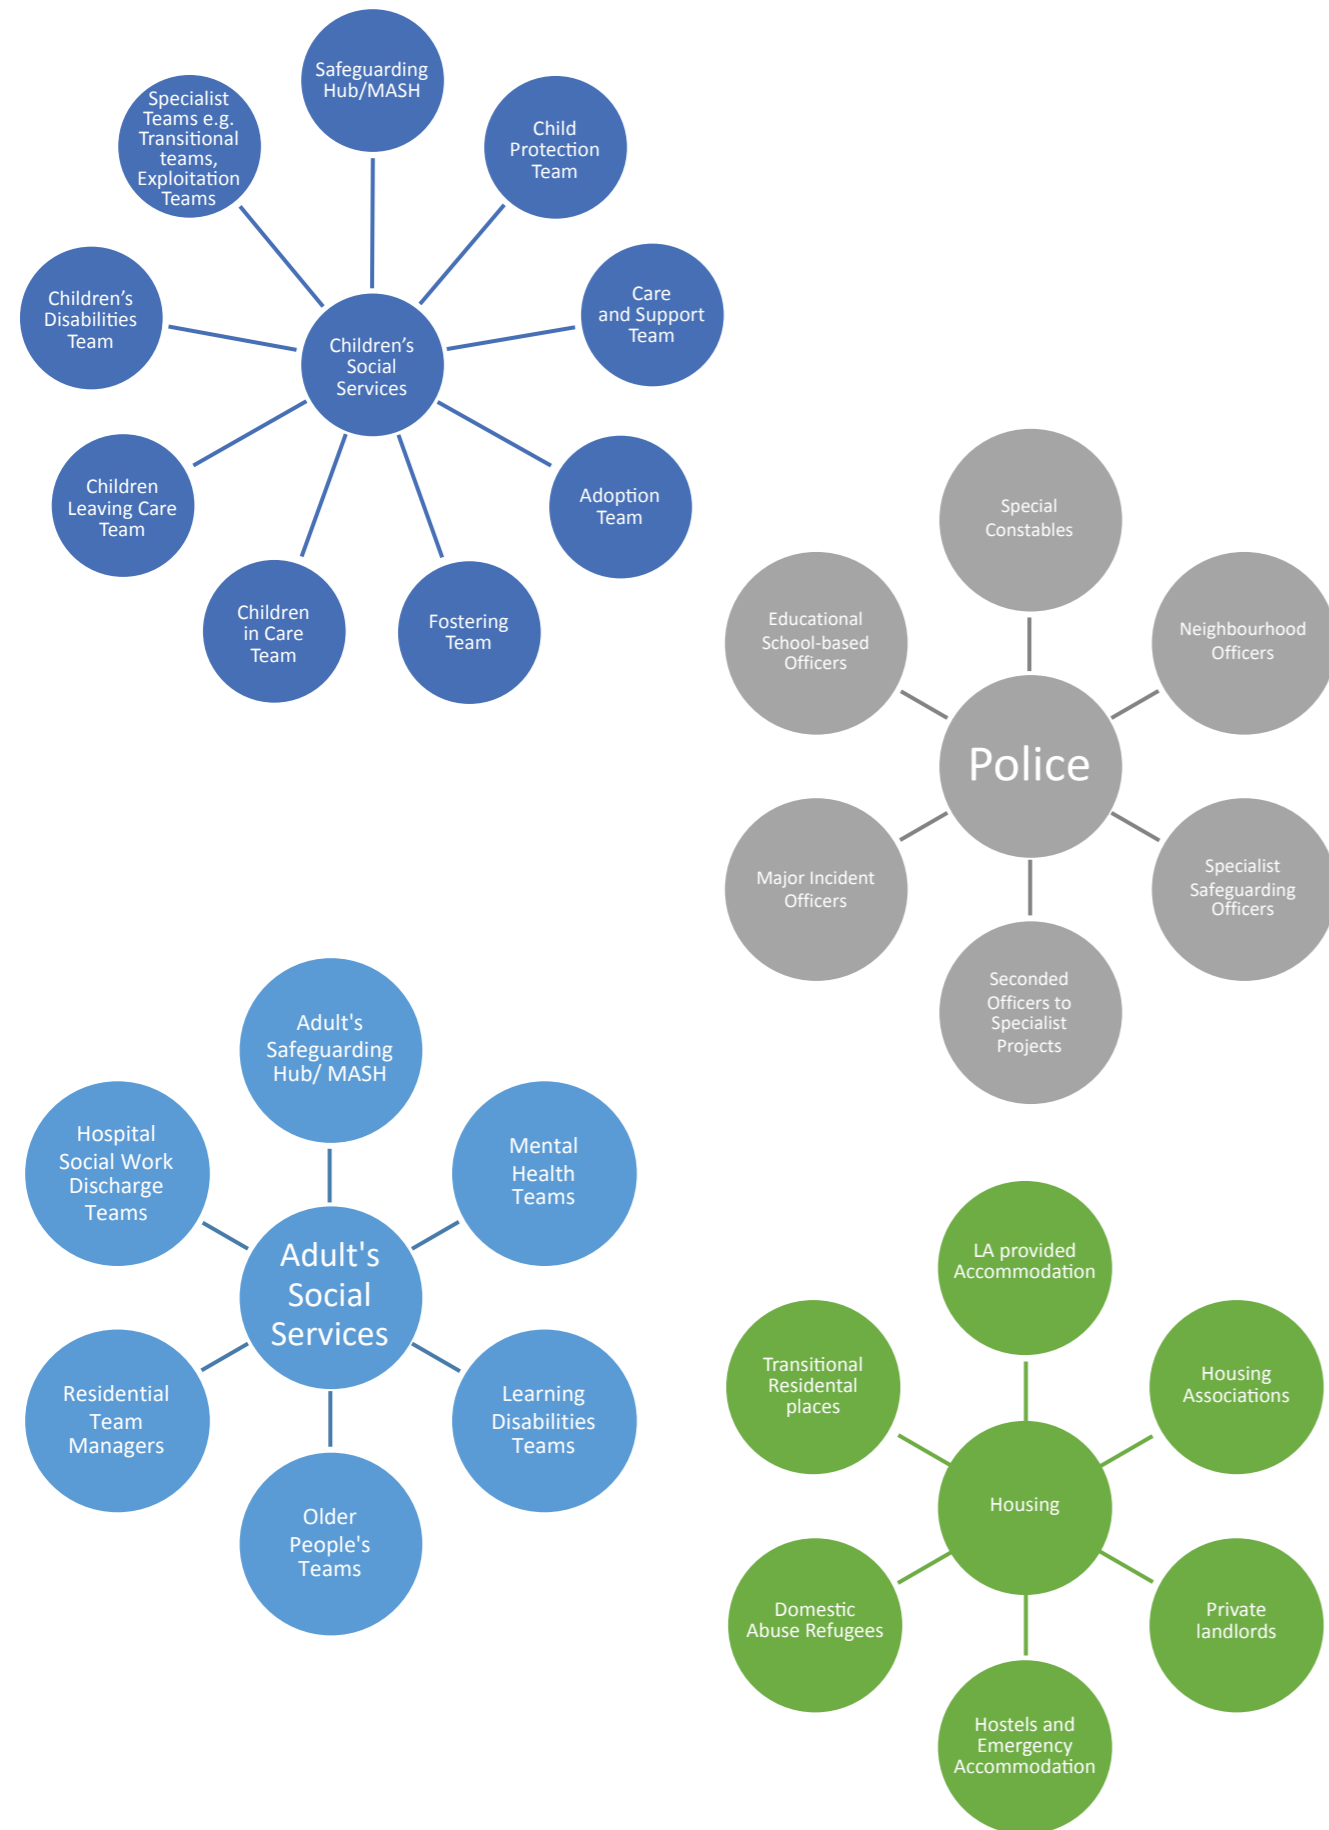 Safeguarding
Hub/MASH
Child
Protection
Team
Care
and Support
Team
Adoption
Team
Fostering
Team
Children
in Care
Team
Children
Leaving Care
Team
Children’s
Disabilities
Team
Specialist
Teams e.g.
Transitional
teams,
Exploitation
Teams
Children’s
Social
Services
Special
Constables
Neighbourhood
Officers
Specialist
Safeguarding
Officers
Seconded
Officers to
Specialist
Projects
Major Incident
Officers
Educational
School-based
Officers
Police
Adult's
Safeguarding
Hub/ MASH
Mental
Health
Teams
Learning
Disabilities
Teams
Older
People's
Teams
Residential
Team
Managers
Hospital
Social Work
Discharge
Teams
Adult's
Social
Services
LA provided
Accommodation
Housing
Associations
Private
landlords
Hostels and
Emergency
Accommodation
Domestic
Abuse Refugees
Transitional
Residental
places
Housing